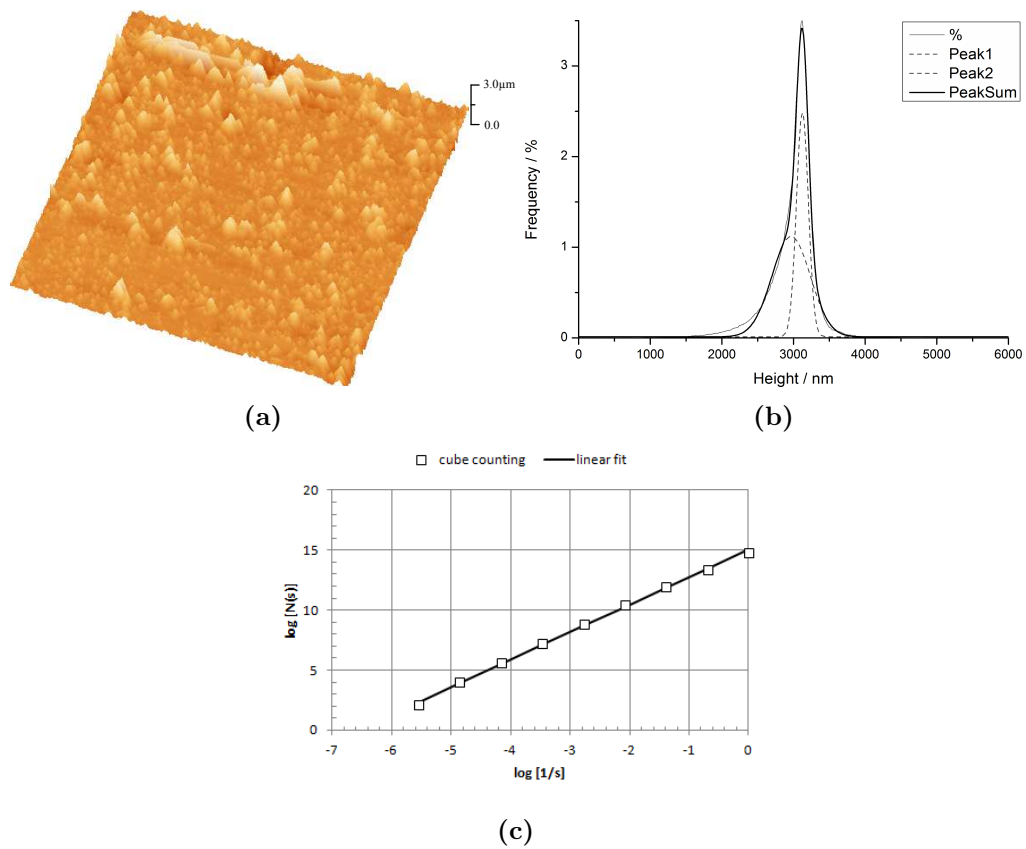 3.0µm
0.0
(a)
%
Peak1
Peak2
PeakSum
Frequency / %
3
2
1
0
0 1000 2000 3000 4000 5000 6000
Height / nm
(b)
cube counting linear fit
log [N(s)]
20
15
10
5
0
-7 -6 -5 -4 -3 -2 -1 0
log [1/s]
(c)